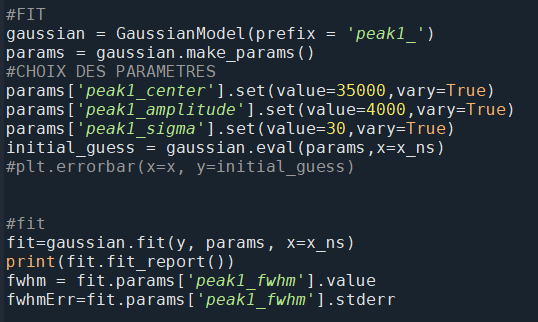 #FIT
gaussian = GaussianModel(prefix = 'peak1_')
params = gaussian.make_params()
#CHOIX DES PARAMETRES
params['peak1_center'].set(value=35000,vary=True)
params['peak1_amplitude'].set(value=4000,vary=True)
params['peak1_sigma'].set(value=30,vary=True)
initial_guess = gaussian.eval(params,x=x_ns)
#plt.errorbar(x=x, y=initial_guess)
#fit
fit=gaussian.fit(y, params, x=x_ns)
print(fit.fit_report())
fwhm = fit.params['peak1_fwhm'].value
fwhmErr=fit.params['peak1_fwhm'].stderr